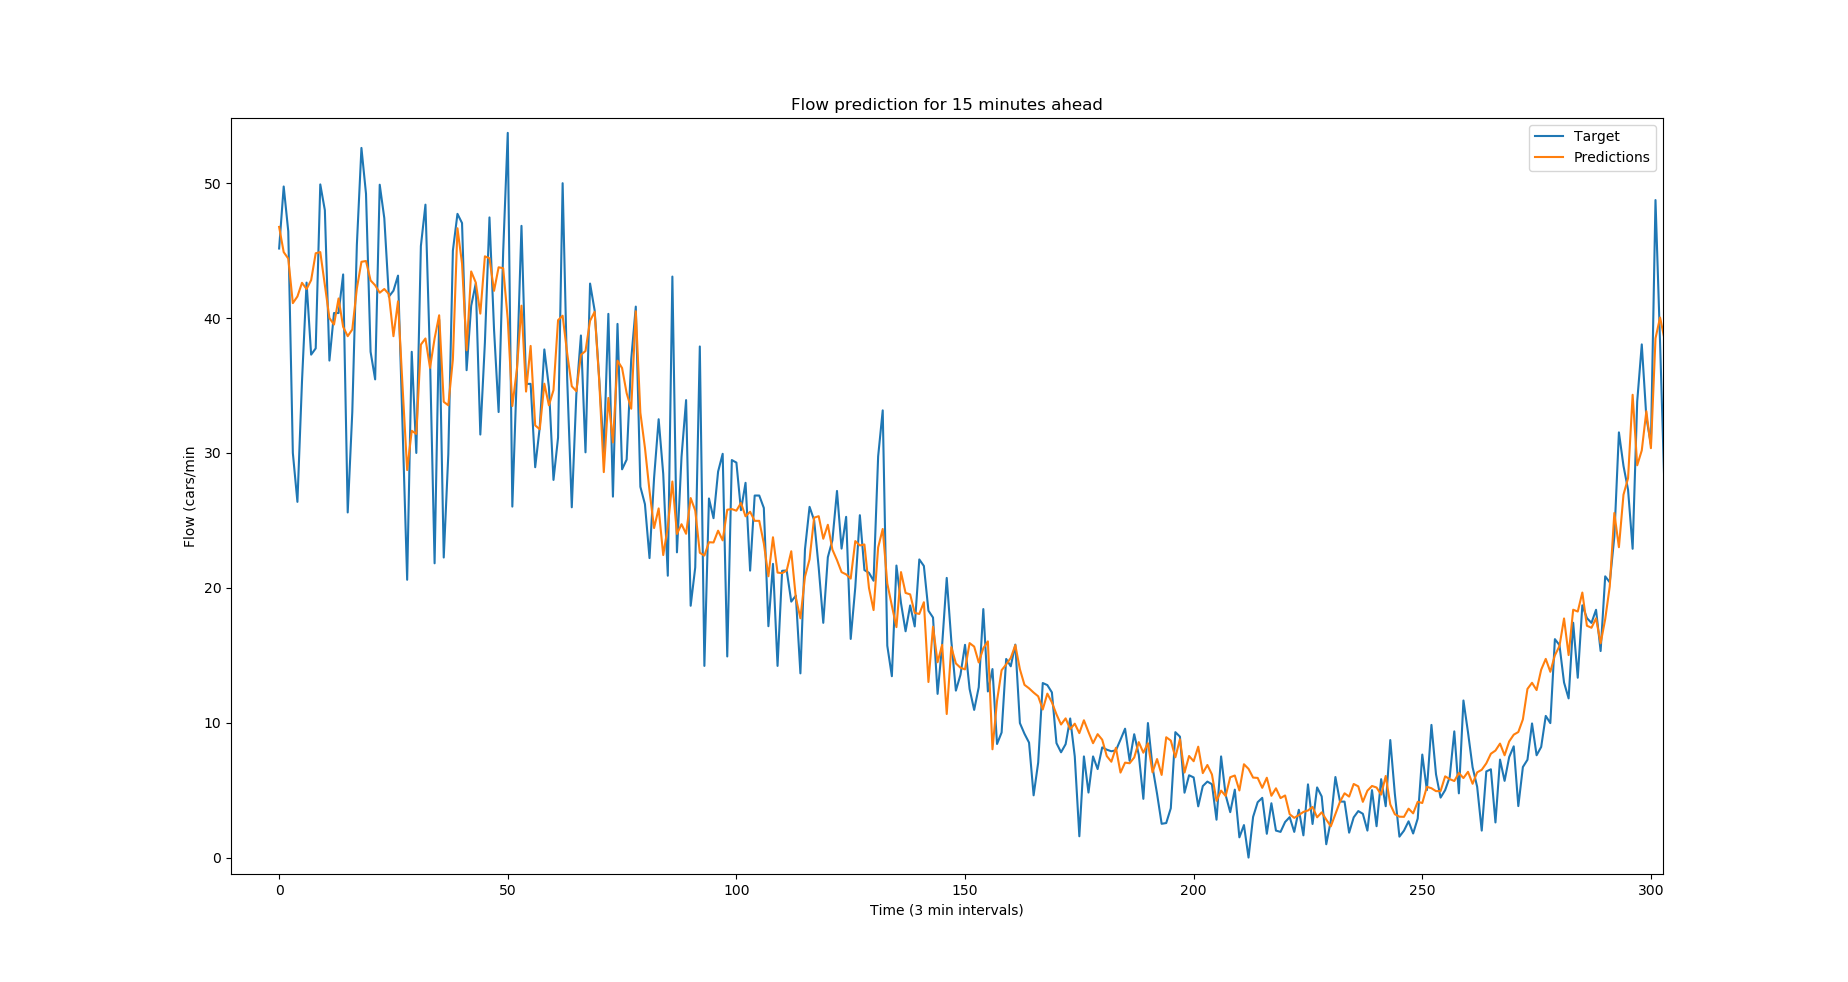 Flow prediction for 15 minutes ahead
Target
Predictions
50
40
30
20
10
0
Flow (cars/min
0 50 100 150 200 250 300
Time (3 min intervals)